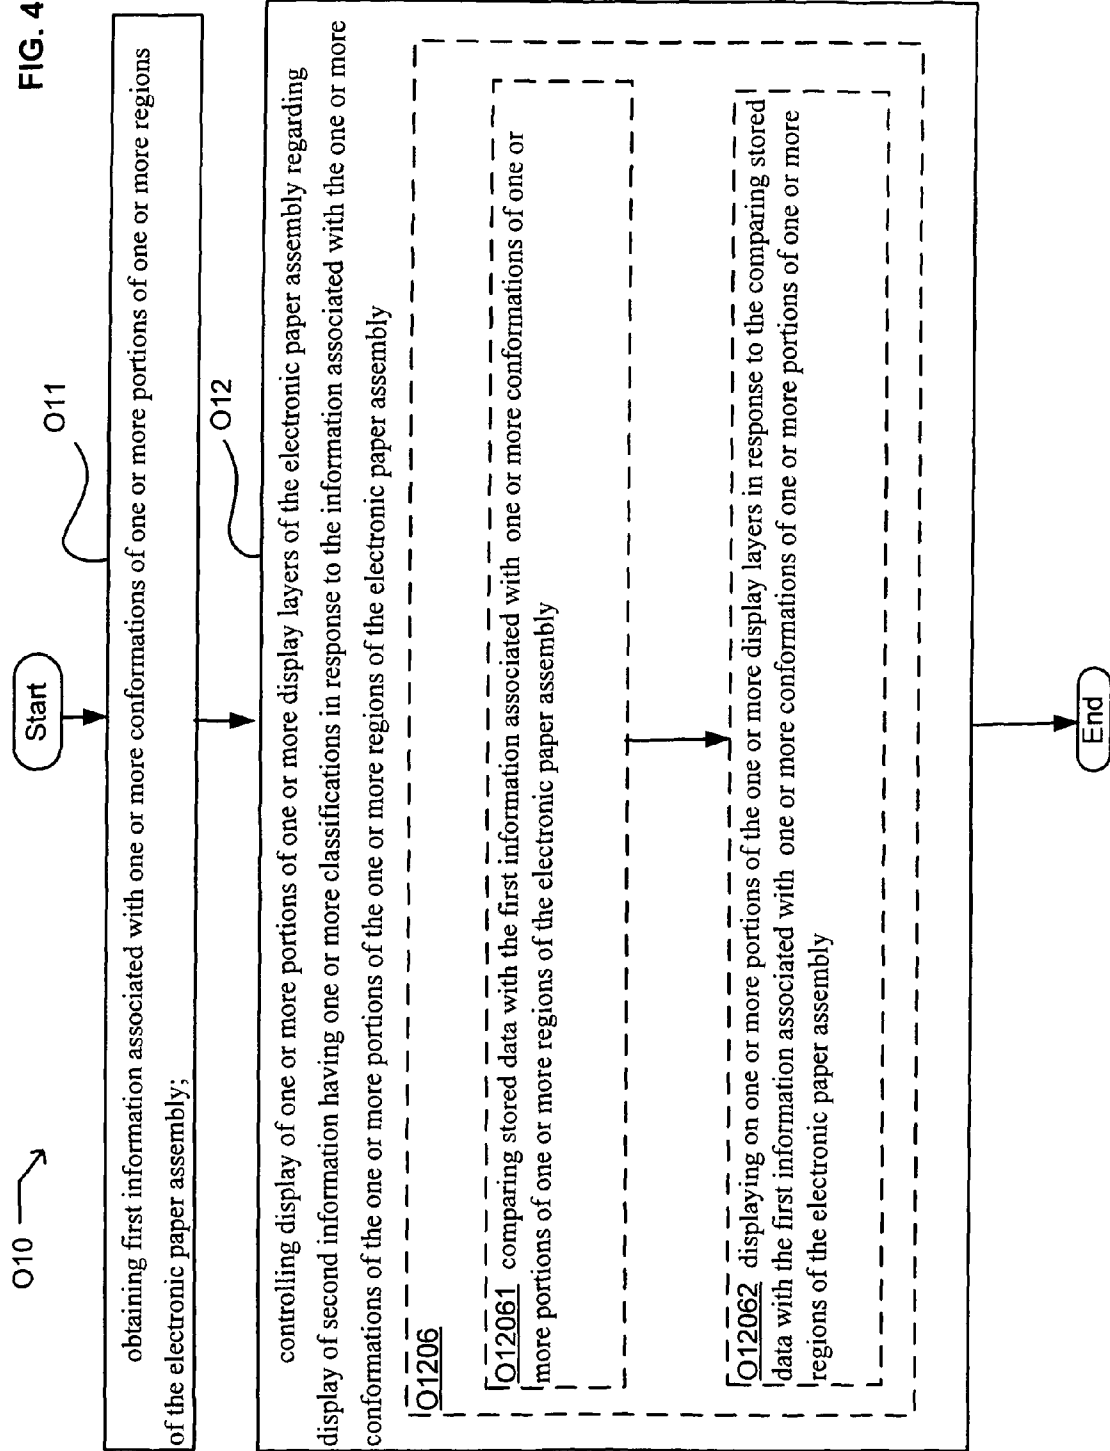 FIG. 4
O10
Start
O11
obtaining first information associated with one or more conformations of one or more portions of one or more regions
of the electronic paper assembly;
O12
controlling display of one or more portions of one or more display layers of the electronic paper assembly regarding
display of second information having one or more classifications in response to the information associated with the one or more
conformations of the one or more portions of the one or more regions of the electronic paper assembly
O1206
O12061 comparing stored data with the first information associated with one or more conformations of one or
more portions of one or more regions of the electronic paper assembly
O12062 displaying on one or more portions of the one or more display layers in response to the comparing stored
data with the first information associated with one or more conformations of one or more portions of one or more
regions of the electronic paper assembly
End